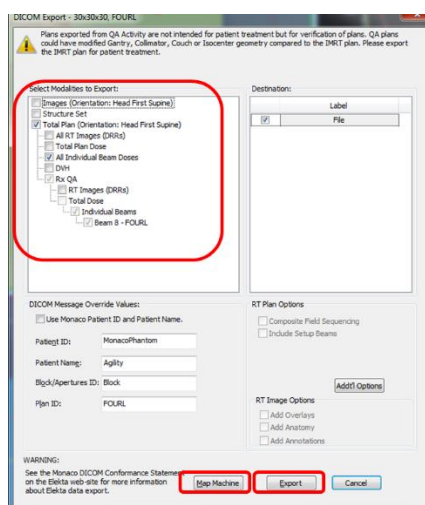 DICOM Export - 30x30x30, FOURL
Plans exported from QA Activity are not intended for patient treatment but for verification of plans. QA plans
could have modified Gantry, Collimator, Couch or Isocenter geometry compared to the IMRT plan. Please export
the IMRT plan for patient treatment.
Select Modalities to Export:
Images (Orientation: Head First Supine)
Structure Set
Total Plan (Orientation: Head First Supine)
All RT Images (DRRs)
Total Plan Dose
All Individual Beam Doses
DVH
Rx QA
RT Images (DRRs)
Total Dose
Individual Beams
Beam 8 - FOURL
Destination:
Label
File
DICOM Message Override Values:
Use Monaco Patient ID and Patient Name.
Patient ID: MonacoPhantom
Patient Name: Agility
Block/Apertures ID: Block
Plan ID: FOURL
RT Plan Options
Composite Field Sequencing
Include Setup Beams
Addt'l Options
RT Image Options
Add Overlays
Add Anatomy
Add Annotations
WARNING:
See the Monaco DICOM Conformance Statement
on the Elekta web-site for more information
about Elekta data export.
Map Machine
Export
Cancel